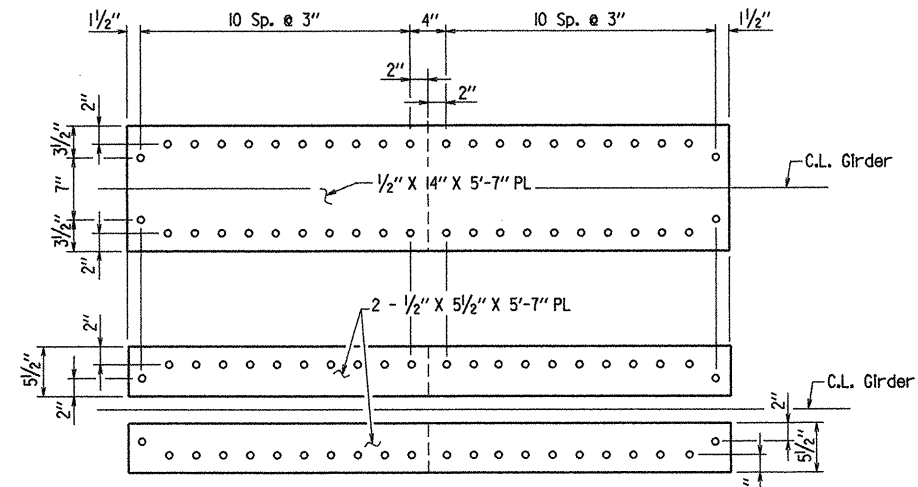 1½" 10 Sp. @ 3" 4" 10 Sp. @ 3" 1½"
2"
2"
2"
3½"
7"
3½"
2"
C.L. Girder
½" X 14" X 5'-7" PL
2 - ½" X 5½" X 5'-7" PL
2"
5½"
2"
C.L. Girder
2"
5½"